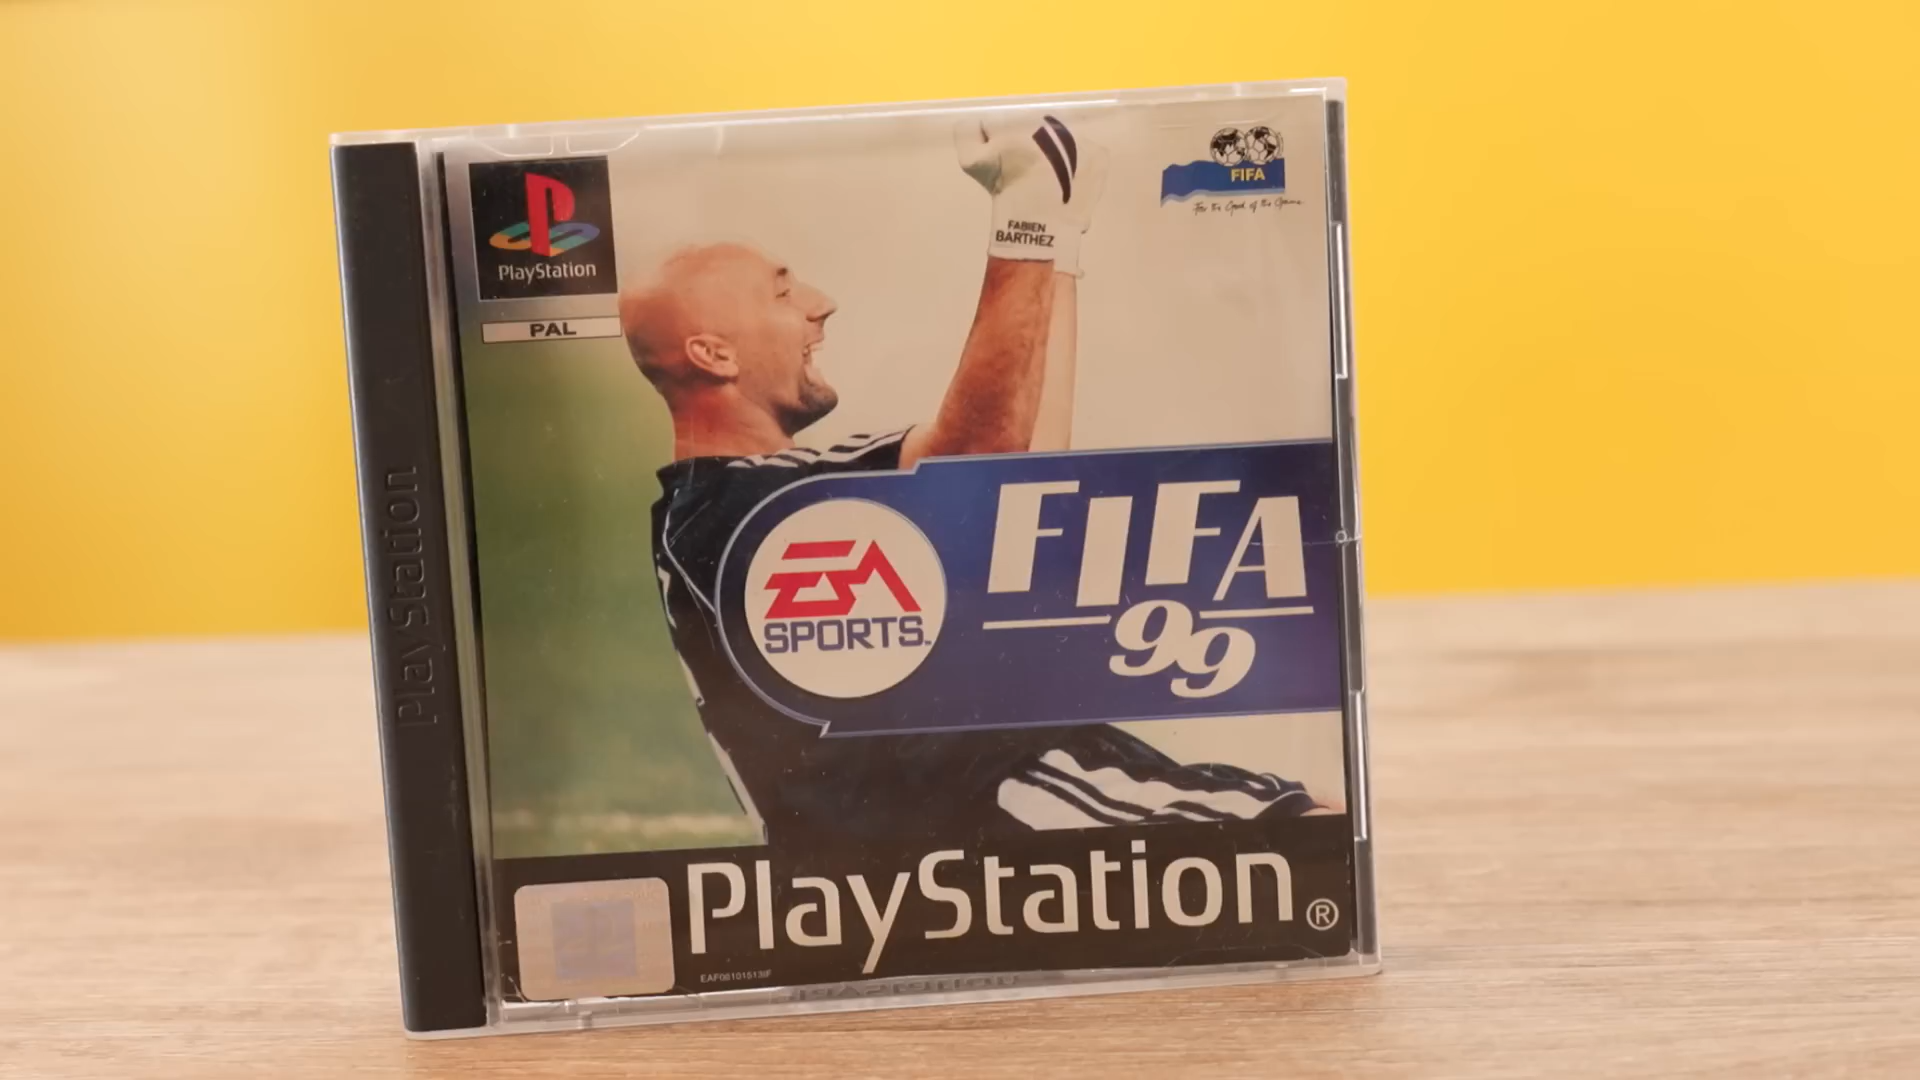 PlayStation
PAL
FABIEN
BARTHEZ
FIFA
For the Good of the Game
PlayStation
EA
SPORTS
FIFA
99
PlayStation®